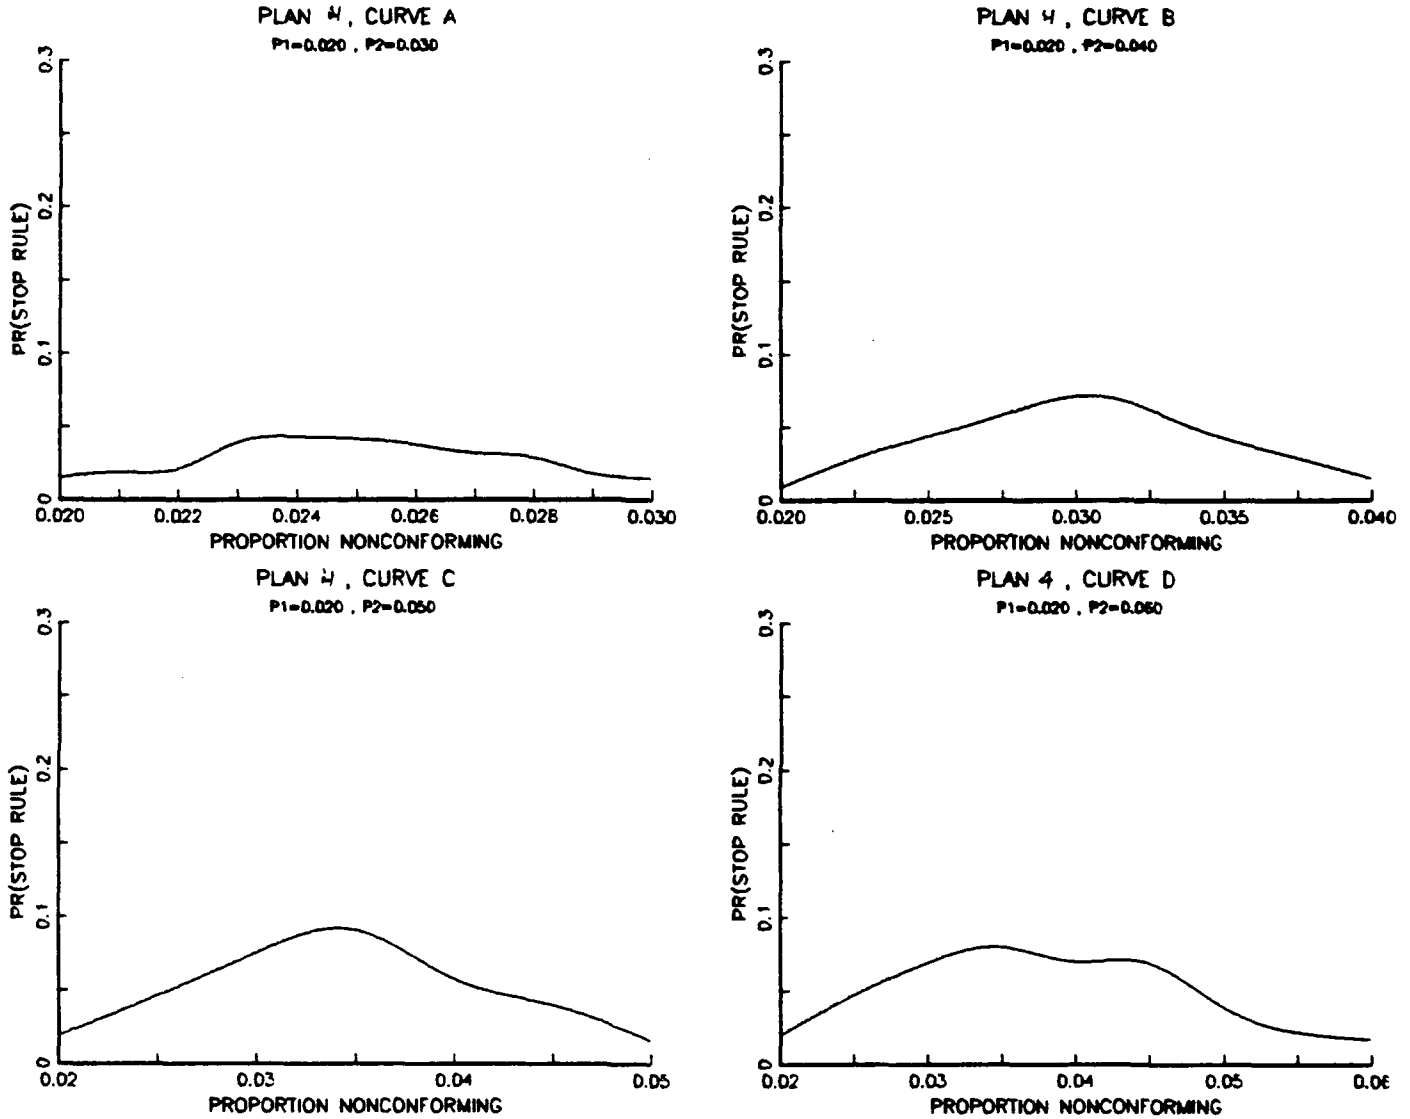 PLAN 4, CURVE A
P1=0.020, P2=0.030
0.3
0.2
0.1
0
PR(STOP RULE)
0.020 0.022 0.024 0.026 0.028 0.030
PROPORTION NONCONFORMING
PLAN 4, CURVE B
P1=0.020, P2=0.040
0.3
0.2
0.1
0
PR(STOP RULE)
0.020 0.025 0.030 0.035 0.040
PROPORTION NONCONFORMING
PLAN 4, CURVE C
P1=0.020, P2=0.050
0.3
0.2
0.1
0
PR(STOP RULE)
0.02 0.03 0.04 0.05
PROPORTION NONCONFORMING
PLAN 4, CURVE D
P1=0.020, P2=0.060
0.3
0.2
0.1
0
PR(STOP RULE)
0.02 0.03 0.04 0.05 0.06
PROPORTION NONCONFORMING